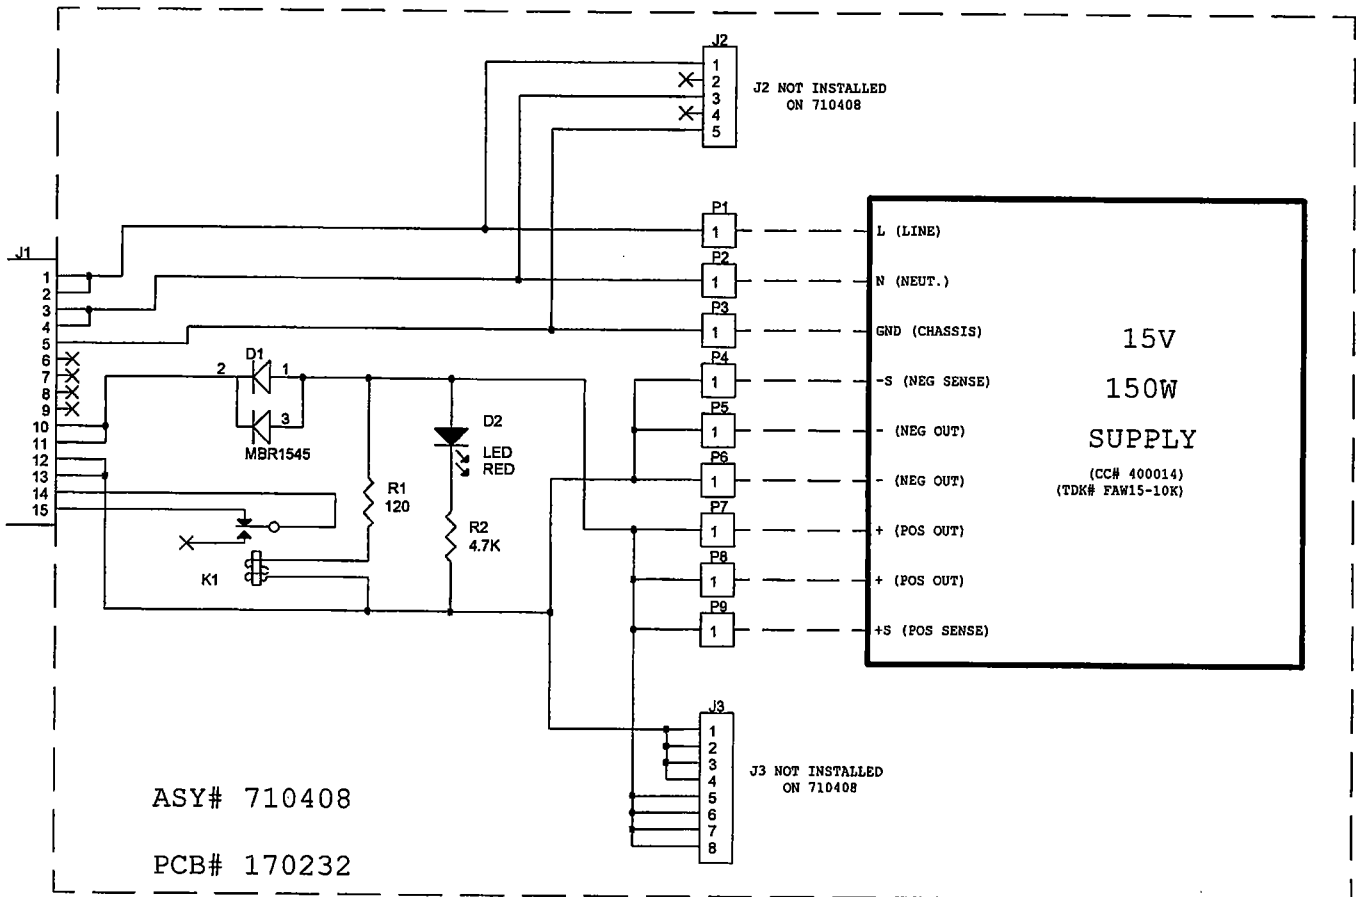 J2
1
2
3
4
5
J2 NOT INSTALLED
ON 710408
P1
1
L (LINE)
J1
1
2
3
4
5
6
7
8
9
10
11
12
13
14
15
P2
1
N (NEUT.)
P3
1
GND (CHASSIS)
D1
2
1
3
MBR1545
P4
1
-S (NEG SENSE)
P5
1
- (NEG OUT)
P6
1
- (NEG OUT)
P7
1
+ (POS OUT)
P8
1
+ (POS OUT)
P9
1
+S (POS SENSE)
15V
150W
SUPPLY
(CC# 400014)
(TDK# FAW15-10K)
D2
LED
RED
R1
120
R2
4.7K
K1
J3
1
2
3
4
5
6
7
8
J3 NOT INSTALLED
ON 710408
ASY# 710408
PCB# 170232